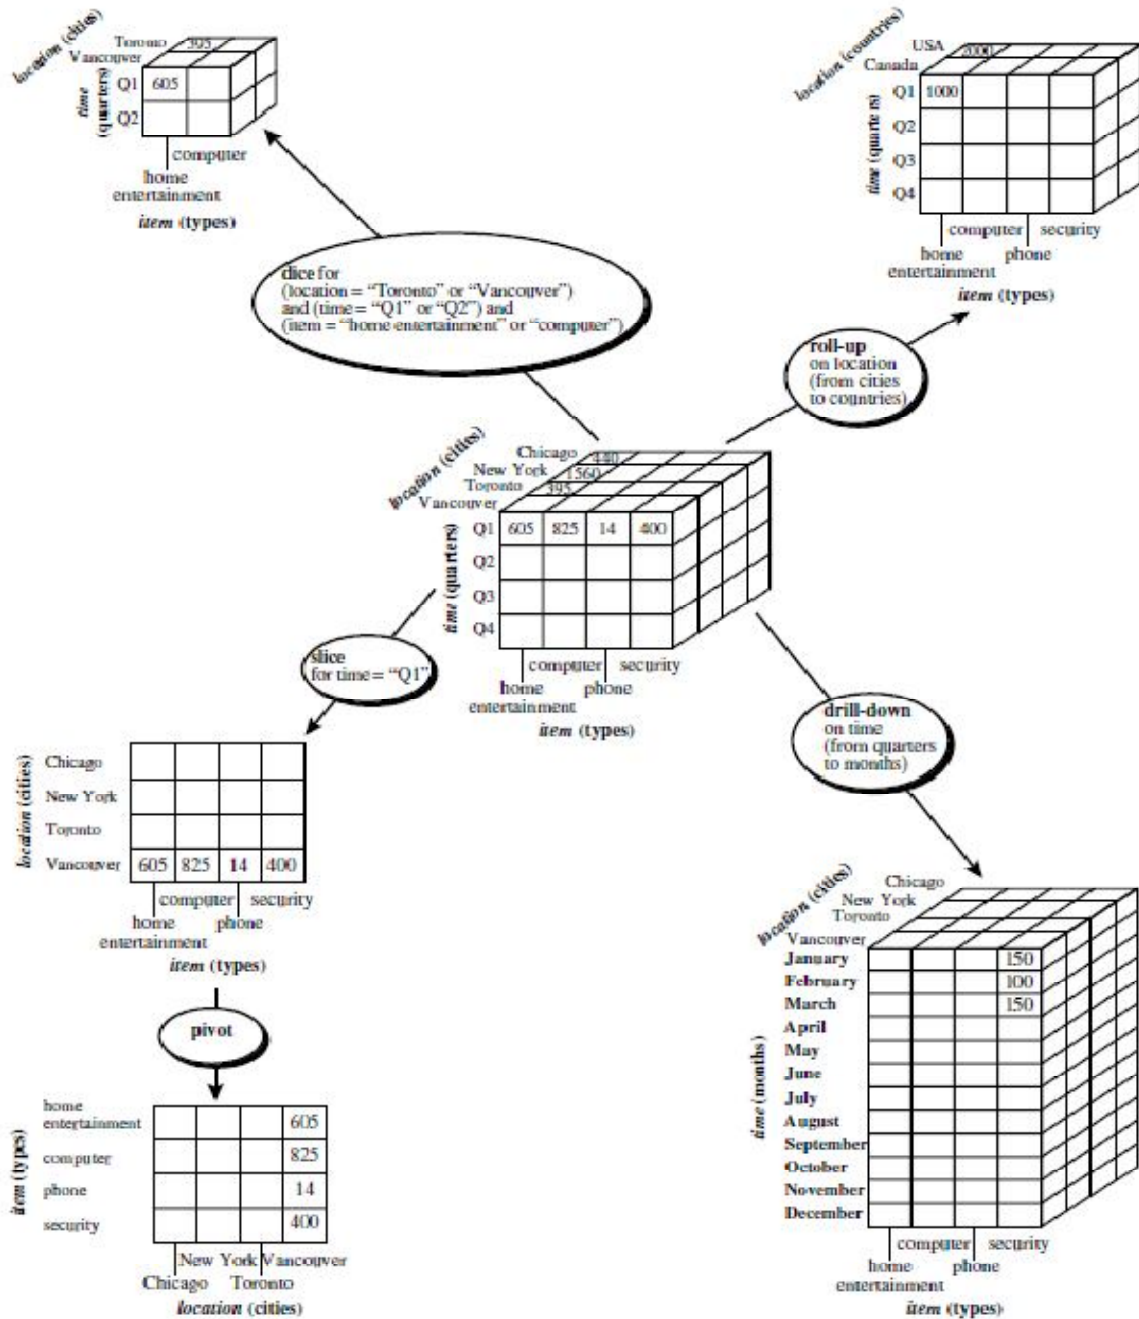 location (cities)
Toronto 395
Vancouver
time (quarters)
Q1 605
Q2
computer
home
entertainment
item (types)
location (countries)
USA 2000
Canada
time (quarters)
Q1 1000
Q2
Q3
Q4
computer security
home phone
entertainment
item (types)
dice for
(location = “Toronto” or “Vancouver”)
and (time = “Q1” or “Q2”) and
(item = “home entertainment” or “computer”)
roll-up
on location
(from cities
to countries)
location (cities)
Chicago 440
New York 1560
Toronto 395
Vancouver
time (quarters)
Q1 605 825 14 400
Q2
Q3
Q4
computer security
home phone
entertainment
item (types)
slice
for time = “Q1”
drill-down
on time
(from quarters
to months)
location (cities)
Chicago
New York
Toronto
Vancouver 605 825 14 400
computer security
home phone
entertainment
item (types)
pivot
item (types)
home
entertainment 605
computer 825
phone 14
security 400
New York Vancouver
Chicago Toronto
location (cities)
location (cities)
Chicago
New York
Toronto
Vancouver
time (months)
January 150
February 100
March 150
April
May
June
July
August
September
October
November
December
computer security
home phone
entertainment
item (types)